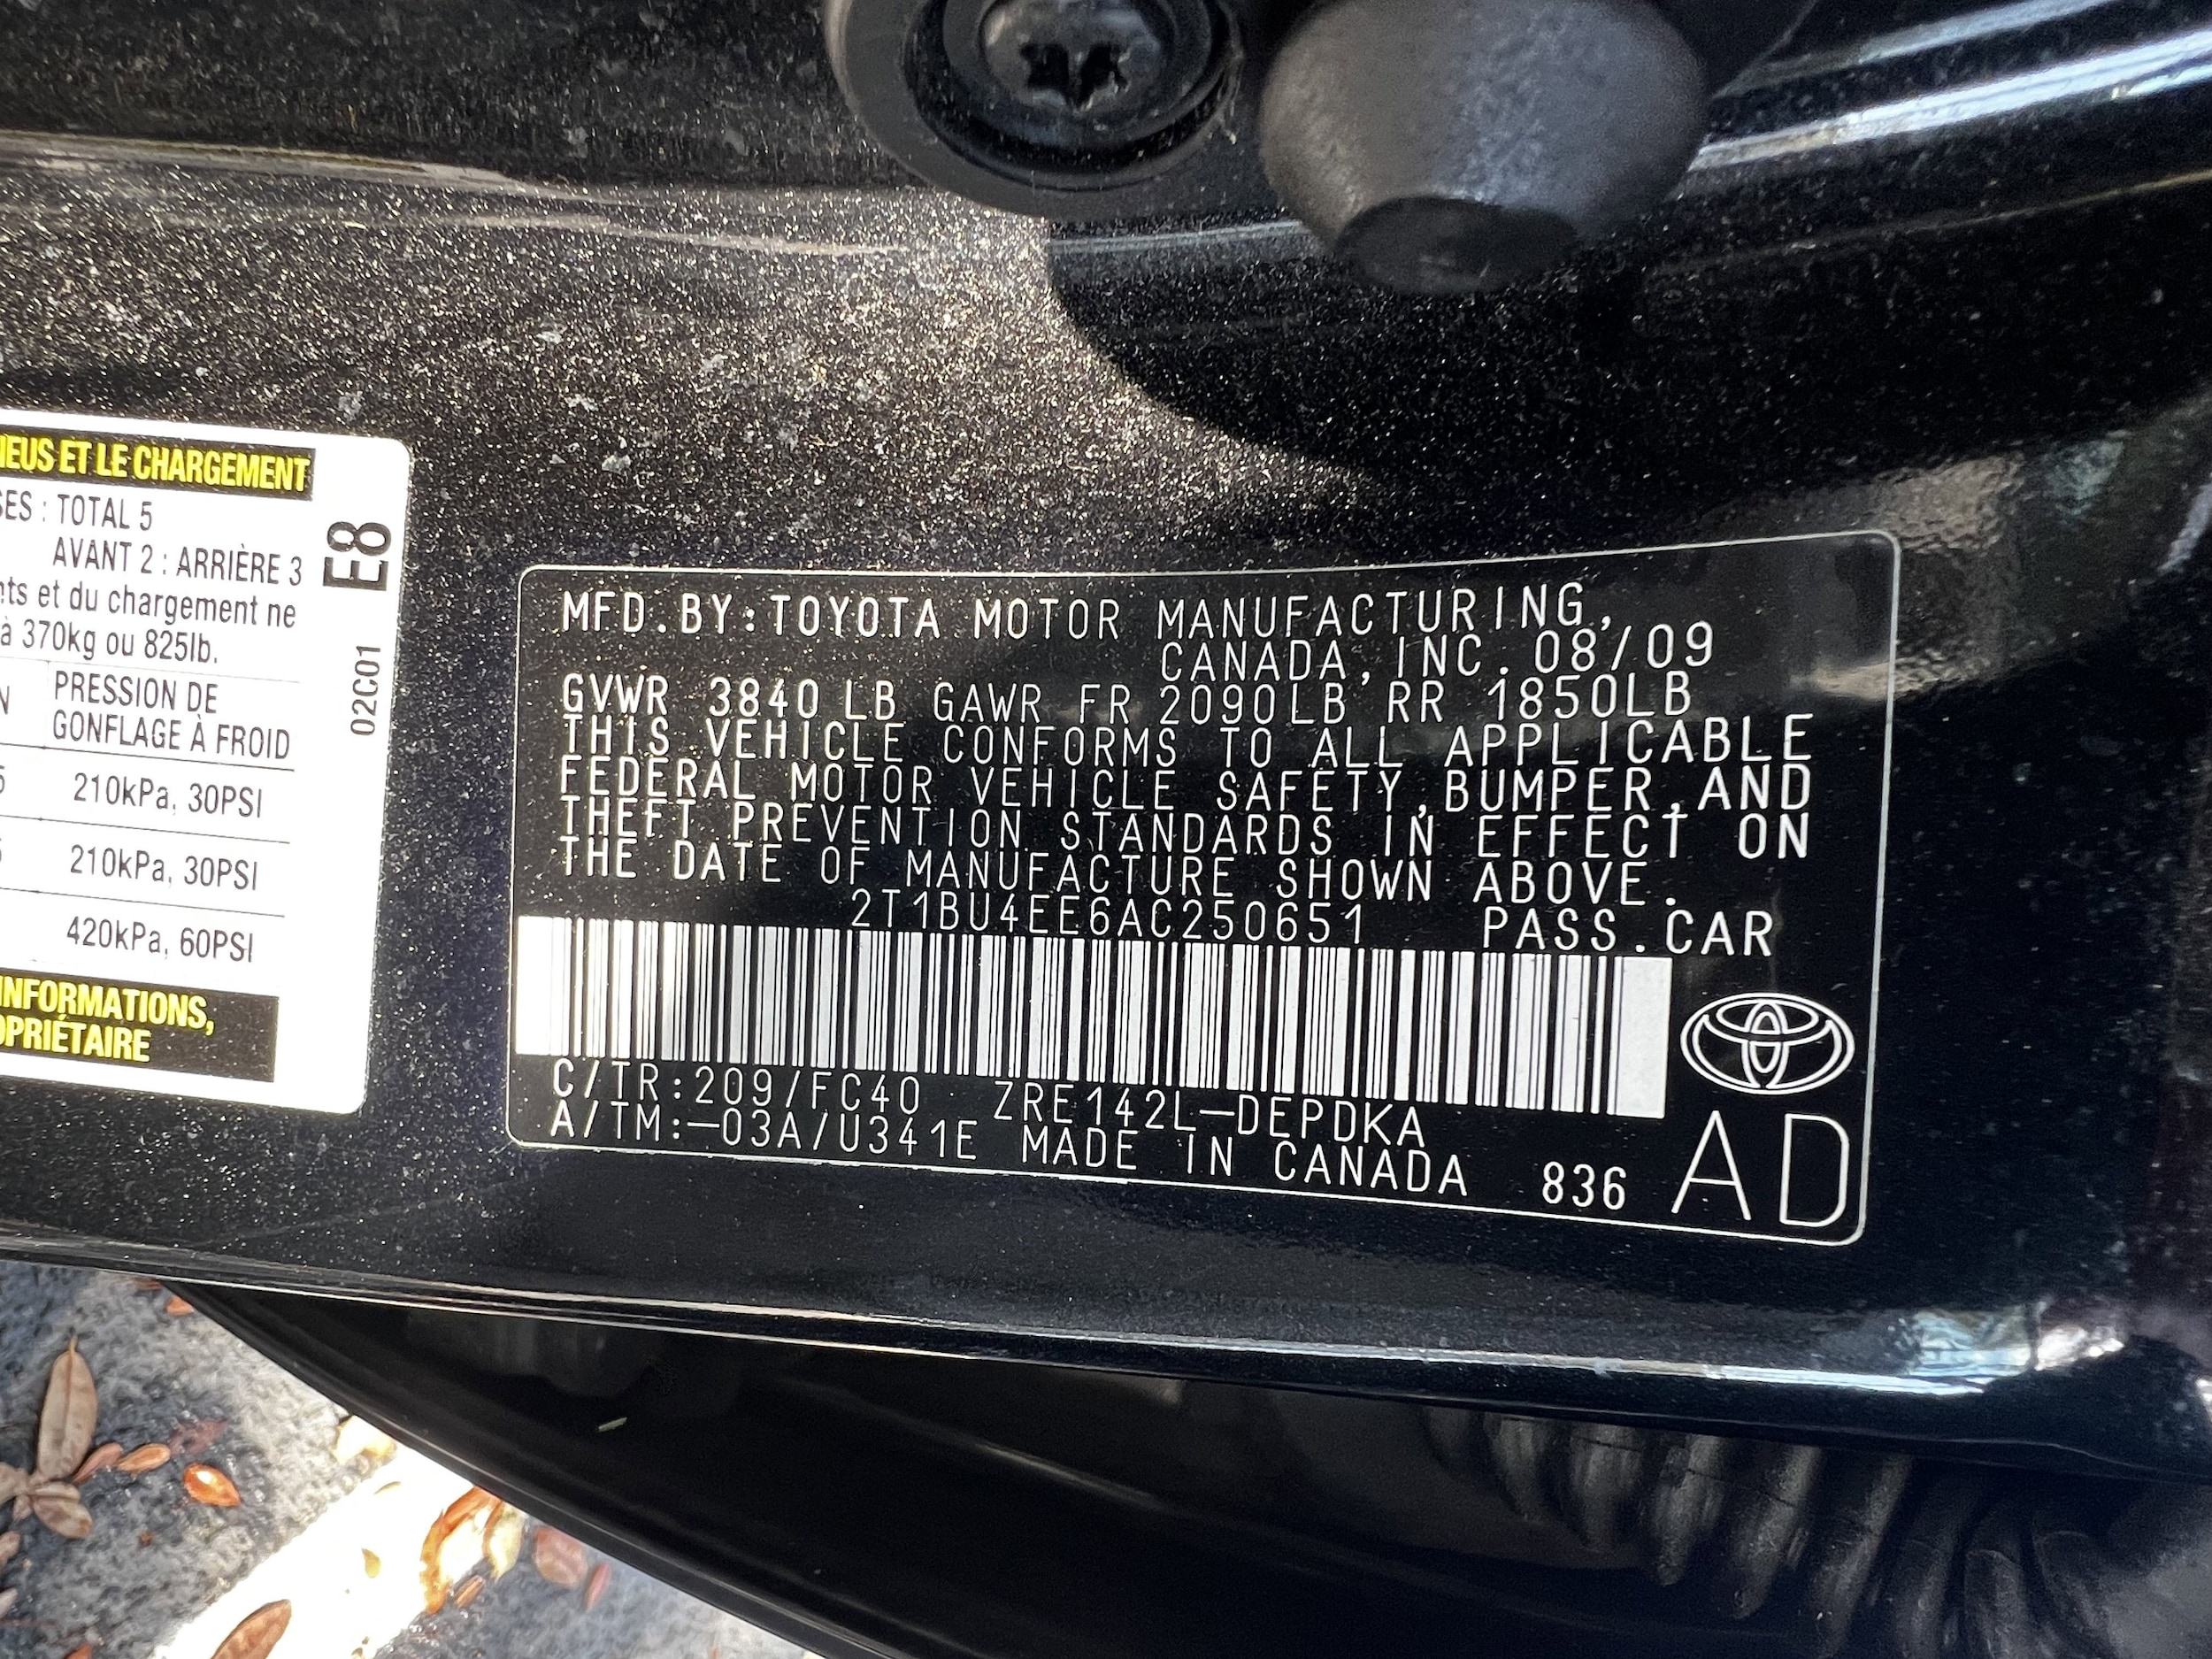 NEUS ET LE CHARGEMENT
SES : TOTAL 5
AVANT 2 : ARRIÈRE 3
nts et du chargement ne
à 370kg ou 825lb.
N PRESSION DE
GONFLAGE À FROID
5 210kPa, 30PSI
5 210kPa, 30PSI
420kPa, 60PSI
INFORMATIONS,
OPRIÉTAIRE
E8
02C01
MFD.BY:TOYOTA MOTOR MANUFACTURING,
CANADA,INC.08/09
GVWR 3840 LB GAWR FR 2090LB RR 1850LB
THIS VEHICLE CONFORMS TO ALL APPLICABLE
FEDERAL MOTOR VEHICLE SAFETY,BUMPER,AND
THEFT PREVENTION STANDARDS IN EFFECT ON
THE DATE OF MANUFACTURE SHOWN ABOVE.
2T1BU4EE6AC250651 PASS.CAR
C/TR:209/FC40 ZRE142L-DEPDKA
A/TM:-03A/U341E MADE IN CANADA 836 AD